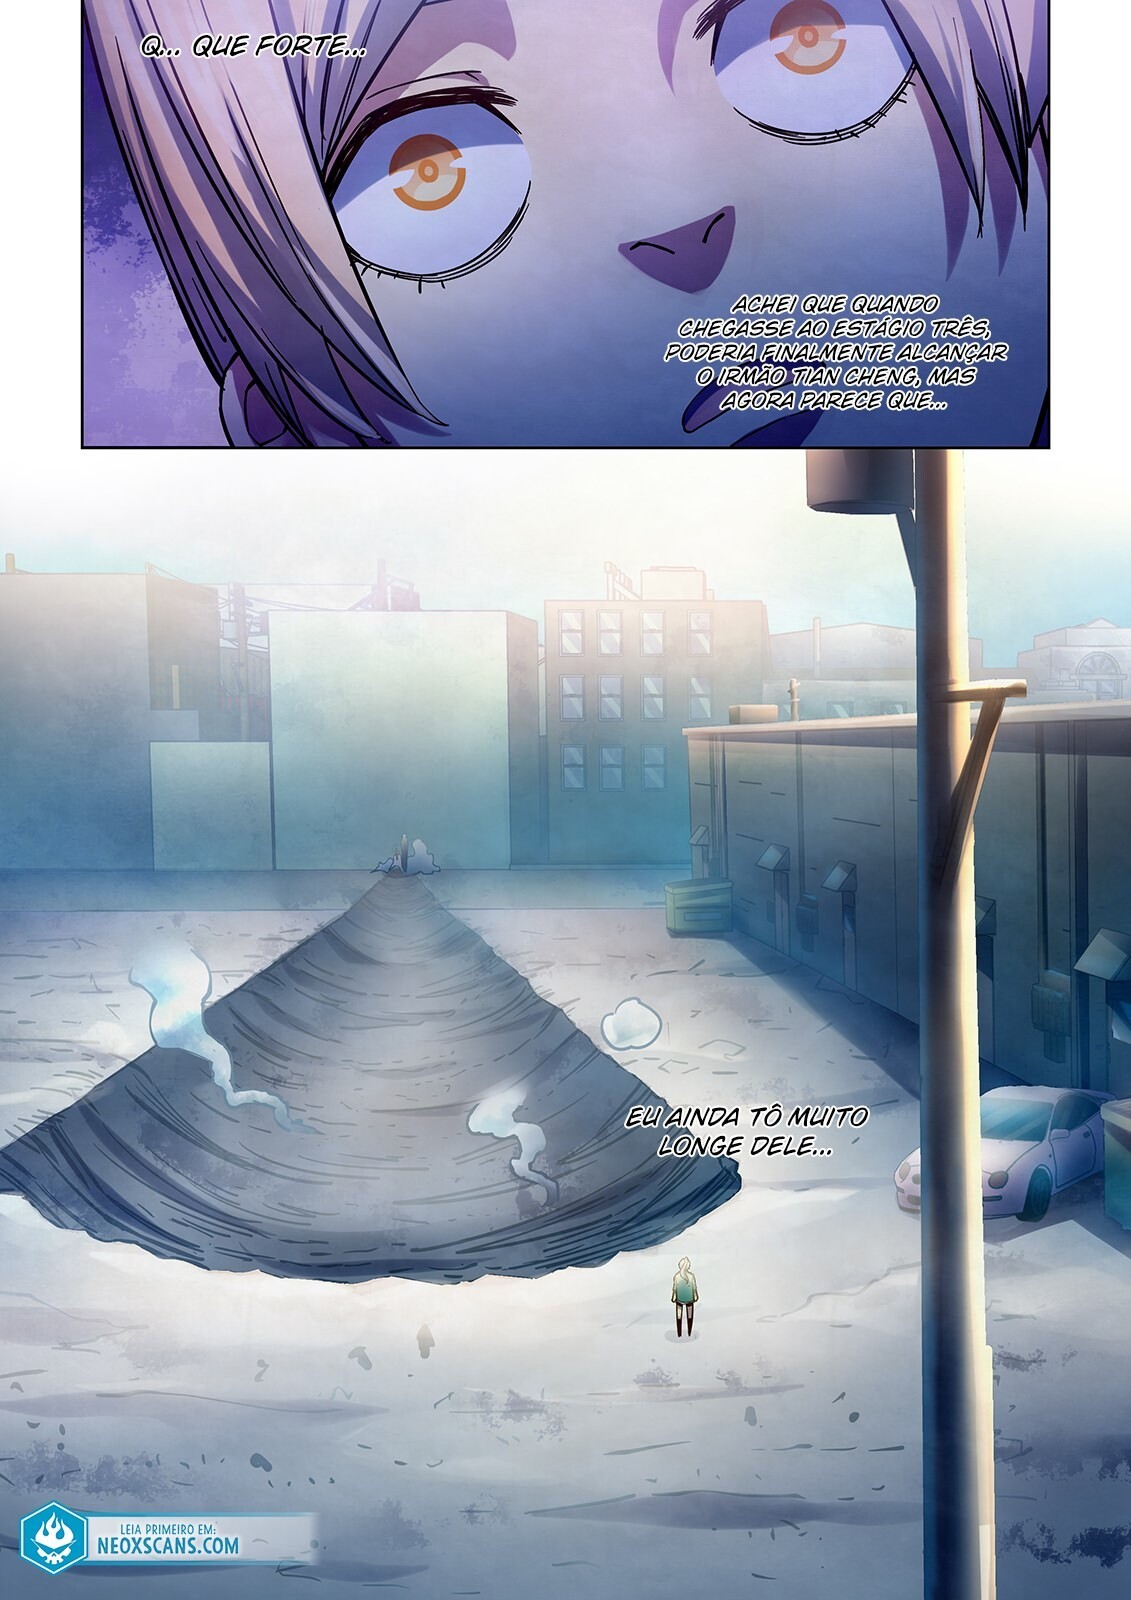 Q... QUE FORTE...
ACHEI QUE QUANDO
CHEGASSE AO ESTÁGIO TRÊS,
PODERIA FINALMENTE ALCANÇAR
O IRMÃO TIAN CHENG, MAS
AGORA PARECE QUE...
EU AINDA TÔ MUITO
LONGE DELE...
LEIA PRIMEIRO EM:
NEOXSCANS.COM